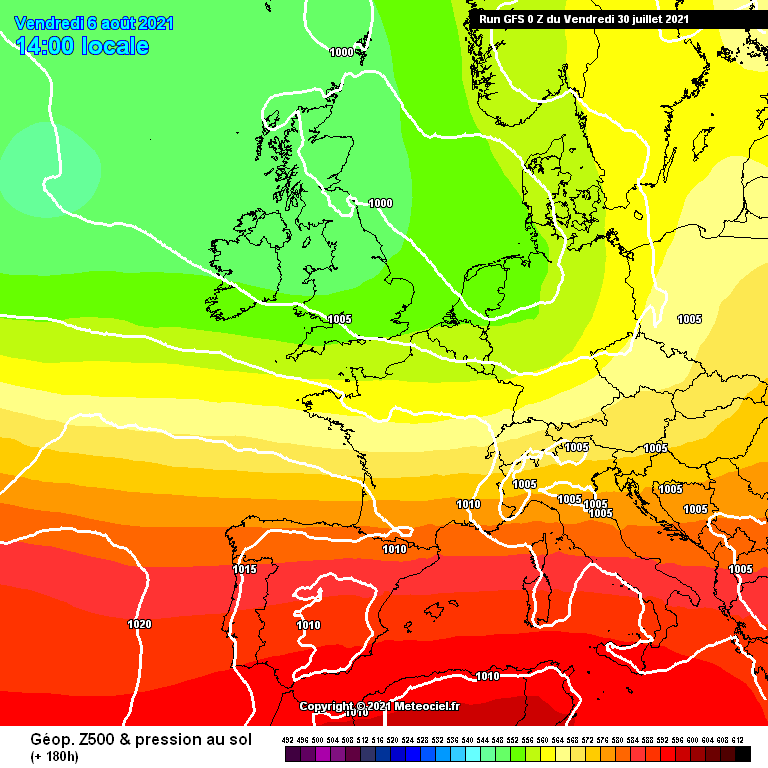 Vendredi 6 août 2021
14:00 locale
Run GFS 0 Z du Vendredi 30 juillet 2021
1000
1000
1005
1005
1005
1005
1005
1010
1005
1005
1005
1005
1005
1010
1015
1005
1020
1010
1010
Copyright © 2021 Meteociel.fr
1010
Géop. Z500 & pression au sol
(+ 180h)
492 496 500 504 508 512 516 520 524 528 532 536 540 544 548 552 556 560 564 568 572 576 580 584 588 592 596 600 604 608 612